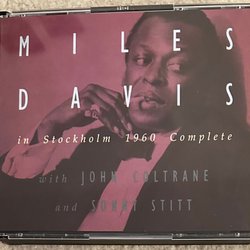 MILES
DAVIS
in Stockholm 1960 Complete
with JOHN COLTRANE
and SONNY STITT